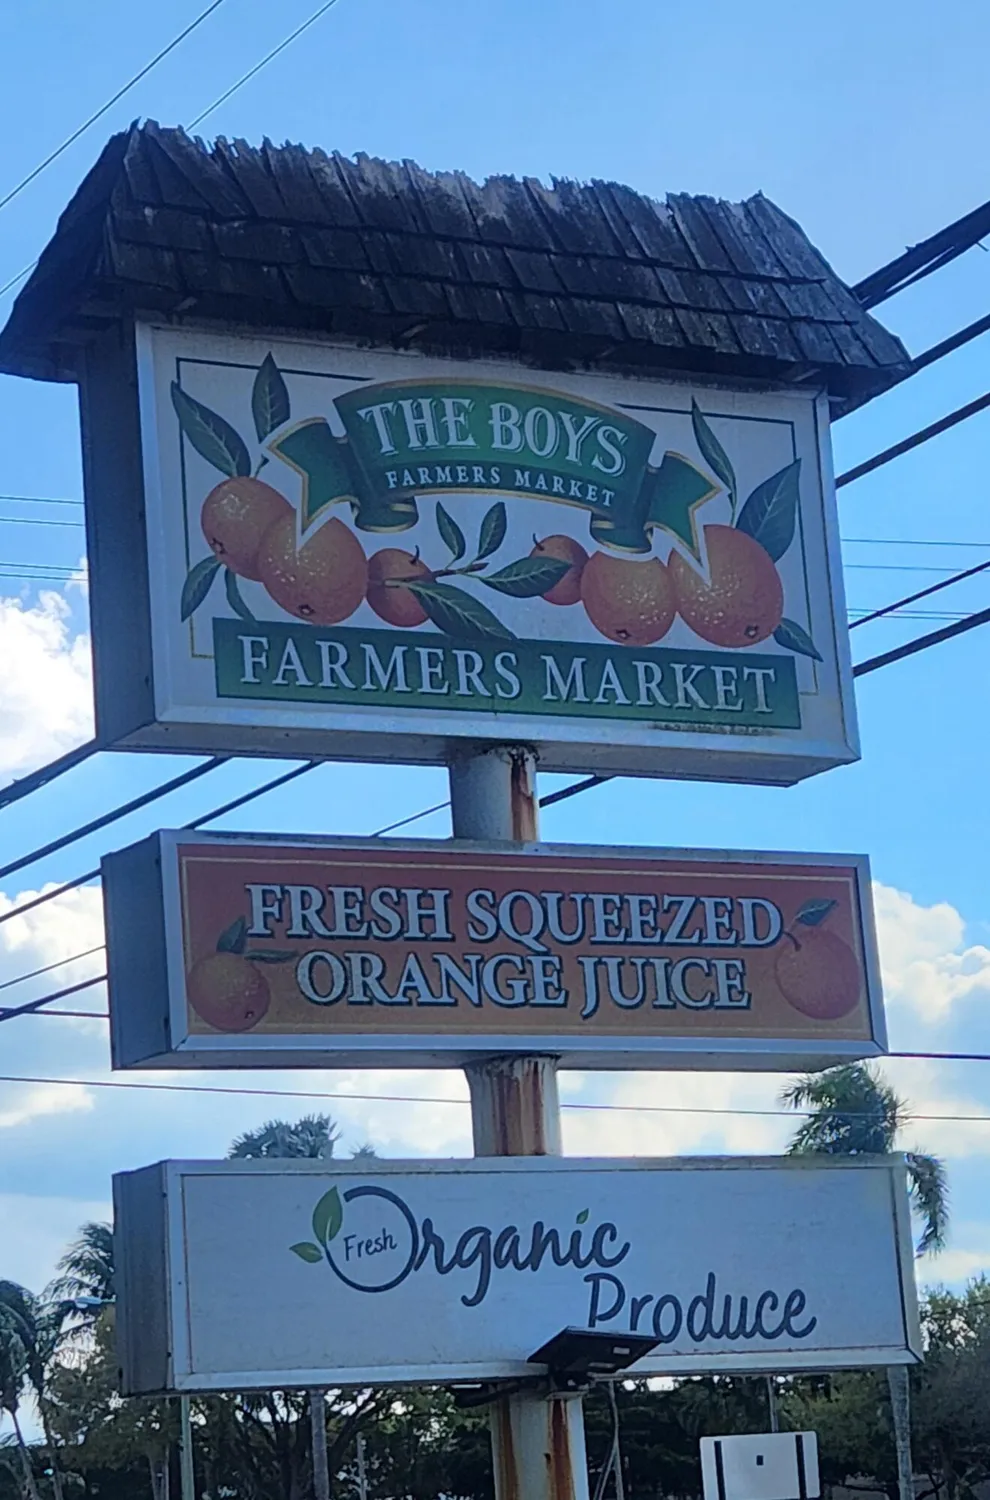 THE BOYS
FARMERS MARKET
FARMERS MARKET
FRESH SQUEEZED
ORANGE JUICE
Fresh Organic
Produce